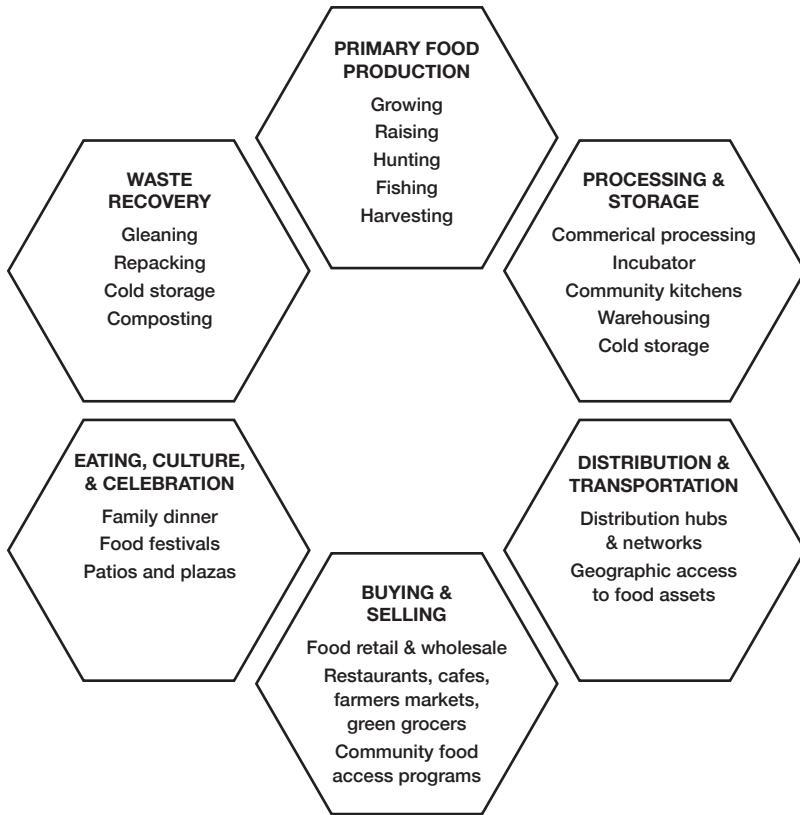 PRIMARY FOOD
PRODUCTION
Growing
Raising
Hunting
Fishing
Harvesting
PROCESSING &
STORAGE
Commerical processing
Incubator
Community kitchens
Warehousing
Cold storage
DISTRIBUTION &
TRANSPORTATION
Distribution hubs
& networks
Geographic access
to food assets
BUYING &
SELLING
Food retail & wholesale
Restaurants, cafes,
farmers markets,
green grocers
Community food
access programs
EATING, CULTURE,
& CELEBRATION
Family dinner
Food festivals
Patios and plazas
WASTE
RECOVERY
Gleaning
Repacking
Cold storage
Composting